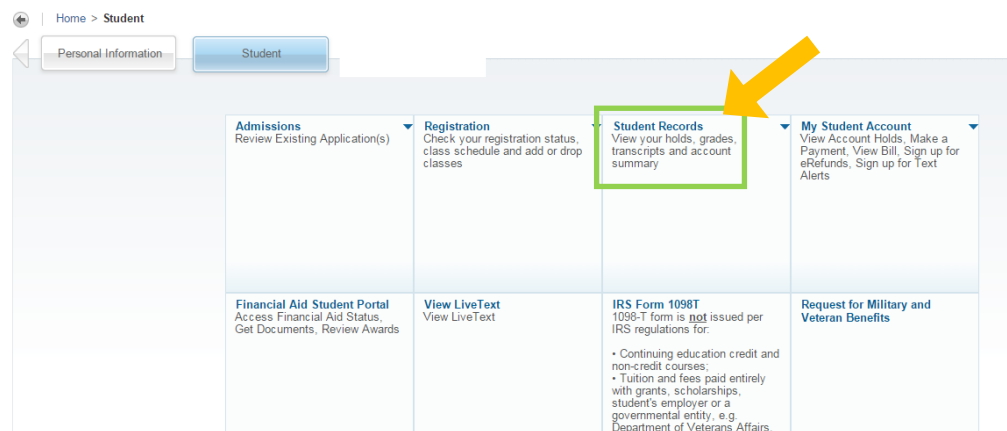 Home > Student
Personal Information
Student
Admissions
Review Existing Application(s)
Registration
Check your registration status,
class schedule and add or drop
classes
Student Records
View your holds, grades,
transcripts and account
summary
My Student Account
View Account Holds, Make a
Payment, View Bill, Sign up for
eRefunds, Sign up for Text
Alerts
Financial Aid Student Portal
Access Financial Aid Status,
Get Documents, Review Awards
View LiveText
View LiveText
IRS Form 1098T
1098-T form is not issued per
IRS regulations for:
• Continuing education credit and
non-credit courses;
• Tuition and fees paid entirely
with grants, scholarships,
student's employer or a
governmental entity, e.g.
Department of Veterans Affairs.
Request for Military and
Veteran Benefits